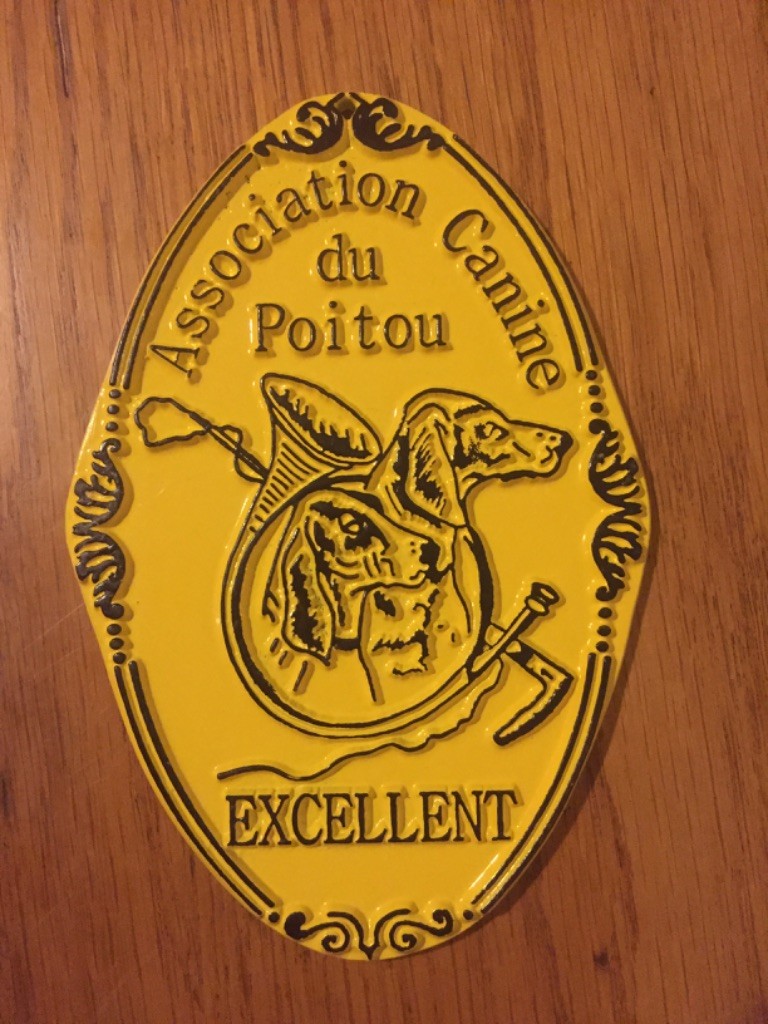 Association Canine
du
Poitou
EXCELLENT